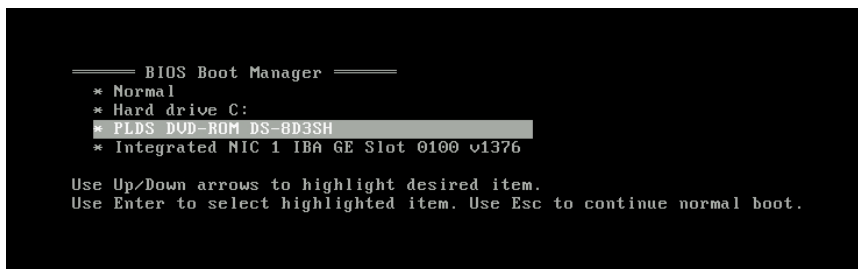 ══════ BIOS Boot Manager ══════
* Normal
* Hard drive C:
* PLDS DVD-ROM DS-8D3SH
* Integrated NIC 1 IBA GE Slot 0100 v1376
Use Up/Down arrows to highlight desired item.
Use Enter to select highlighted item. Use Esc to continue normal boot.